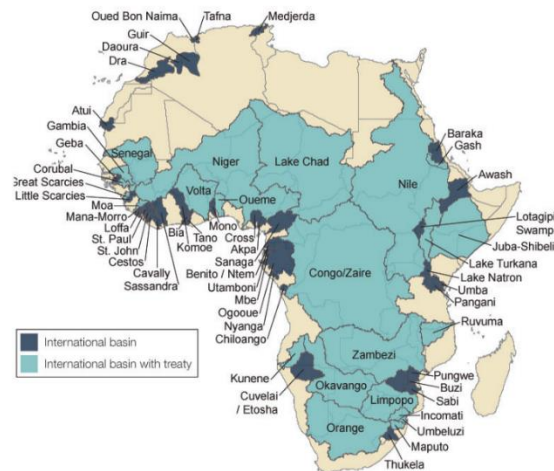 Oued Bon Naima
Tafna
Medjerda
Guir
Daoura
Dra
Atui
Gambia
Geba
Senegal
Corubal
Great Scarcies
Little Scarcies
Moa
Mana-Morro
Loffa
St. Paul
St. John
Cestos
Cavally
Sassandra
Bia
Komoe
Tano
Volta
Mono
Oueme
Niger
Lake Chad
Nile
Baraka
Gash
Awash
Lotagipi
Swamp
Juba-Shibeli
Lake Turkana
Lake Natron
Umba
Pangani
Cross
Akpa
Sanaga
Benito / Ntem
Utamboni
Mbe
Ogooue
Nyanga
Chiloango
Congo/Zaire
Ruvuma
Zambezi
Kunene
Cuvelai
/ Etosha
Okavango
Limpopo
Orange
Pungwe
Buzi
Sabi
Incomati
Umbeluzi
Maputo
Thukela
International basin
International basin with treaty